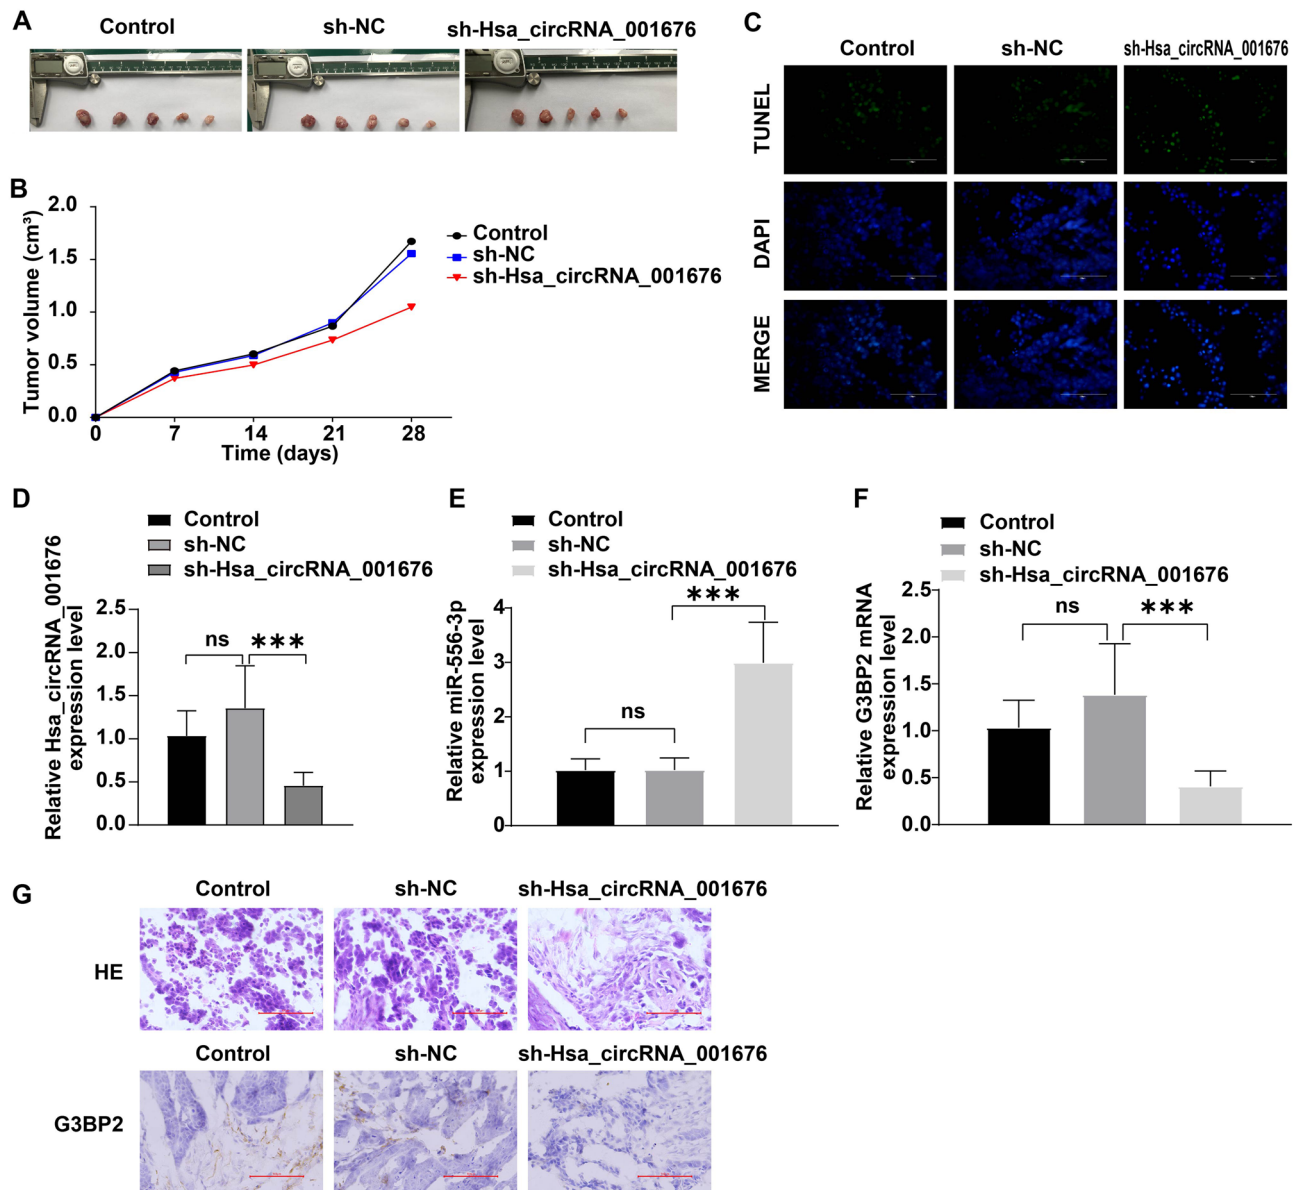 A
Control
sh-NC
sh-Hsa_circRNA_001676
B
Tumor volume (cm³)
2.0
1.5
1.0
0.5
0.0
0
7
14
21
28
Time (days)
Control
sh-NC
sh-Hsa_circRNA_001676
C
Control
sh-NC
sh-Hsa_circRNA_001676
TUNEL
DAPI
MERGE
D
Control
sh-NC
sh-Hsa_circRNA_001676
Relative Hsa_circRNA_001676
expression level
2.5
2.0
1.5
1.0
0.5
0.0
ns
***
E
Control
sh-NC
sh-Hsa_circRNA_001676
Relative miR-556-3p
expression level
4
3
2
1
0
ns
***
F
Control
sh-NC
sh-Hsa_circRNA_001676
Relative G3BP2 mRNA
expression level
2.5
2.0
1.5
1.0
0.5
0.0
ns
***
G
Control
sh-NC
sh-Hsa_circRNA_001676
HE
Control
sh-NC
sh-Hsa_circRNA_001676
G3BP2